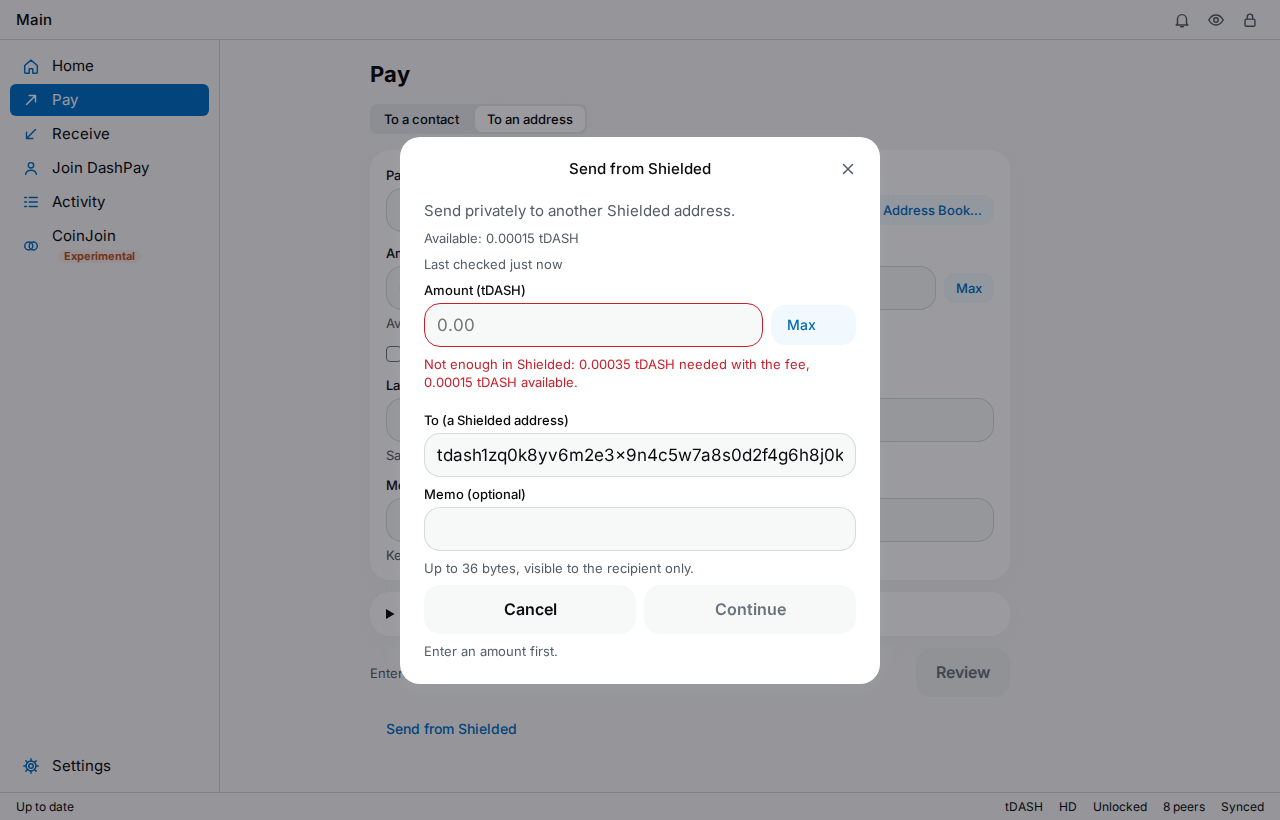 Main
Home
Pay
Receive
Join DashPay
Activity
CoinJoin
Experimental
Settings
Pay
To a contact
To an address
Address Book...
Max
Send from Shielded
Send privately to another Shielded address.
Available: 0.00015 tDASH
Last checked just now
Amount (tDASH)
0.00
Max
Not enough in Shielded: 0.00035 tDASH needed with the fee,
0.00015 tDASH available.
To (a Shielded address)
tdash1zq0k8yv6m2e3x9n4c5w7a8s0d2f4g6h8j0k
Memo (optional)
Up to 36 bytes, visible to the recipient only.
Cancel
Continue
Enter an amount first.
Enter
Review
Send from Shielded
Up to date
tDASH
HD
Unlocked
8 peers
Synced